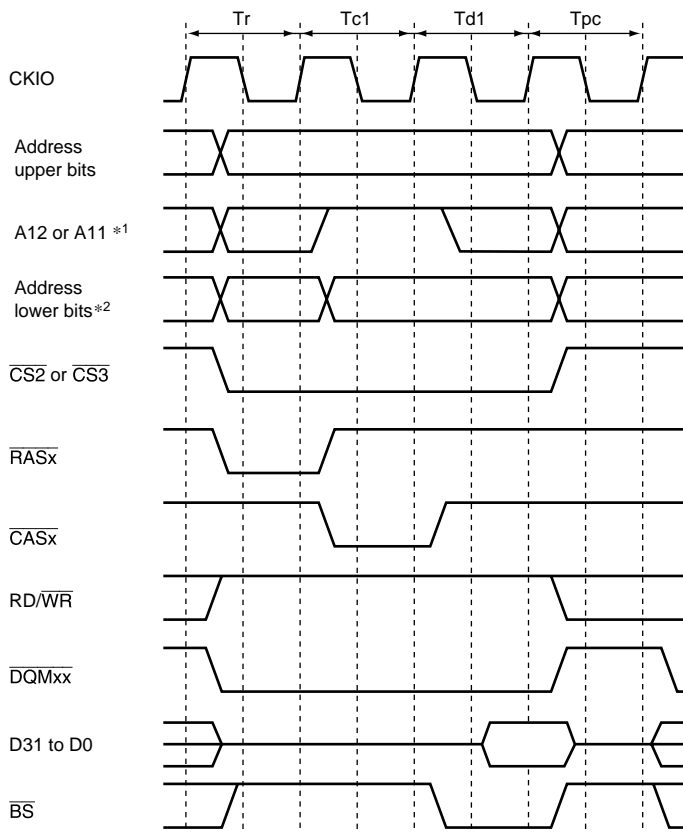 Tr Tc1 Td1 Tpc
CKIO
Address
upper bits
A12 or A11 *1
Address
lower bits*2
CS2 or CS3
RASx
CASx
RD/WR
DQMxx
D31 to D0
BS